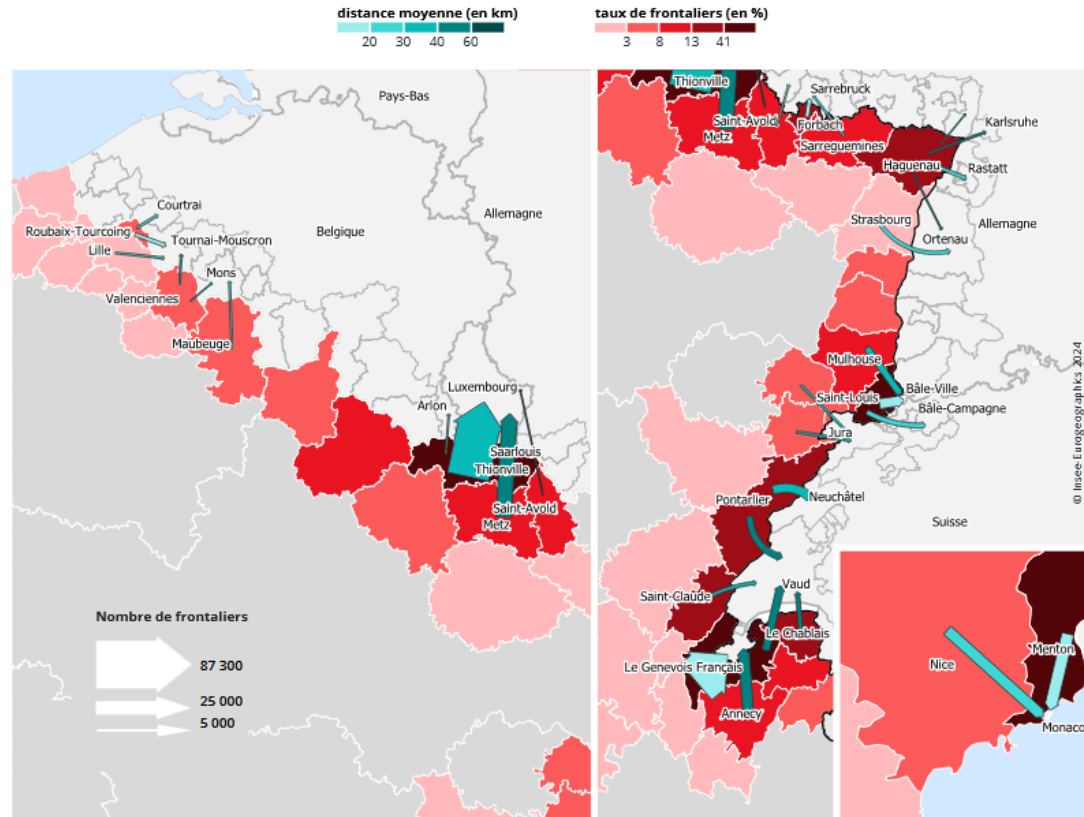 distance moyenne (en km)
20 30 40 60
taux de frontaliers (en %)
3 8 13 41
Pays-Bas
Allemagne
Belgique
Courtrai
Roubaix-Tourcoing
Tournai-Mouscron
Lille
Mons
Valenciennes
Maubeuge
Luxembourg
Arlon
Saarlouis
Thionville
Saint-Avold
Metz
Nombre de frontaliers
87 300
25 000
5 000
Thionville
Sarrebruck
Saint-Avold
Forbach
Karlsruhe
Metz
Sarreguemines
Haguenau
Rastatt
Strasbourg
Allemagne
Ortenau
Mulhouse
Bâle-Ville
Saint-Louis
Bâle-Campagne
Jura
Pontarlier
Neuchâtel
Suisse
Vaud
Saint-Claude
Le Chablais
Le Genevois Français
Annecy
Nice
Menton
Monaco
© Insee-Eurogeographics 2024